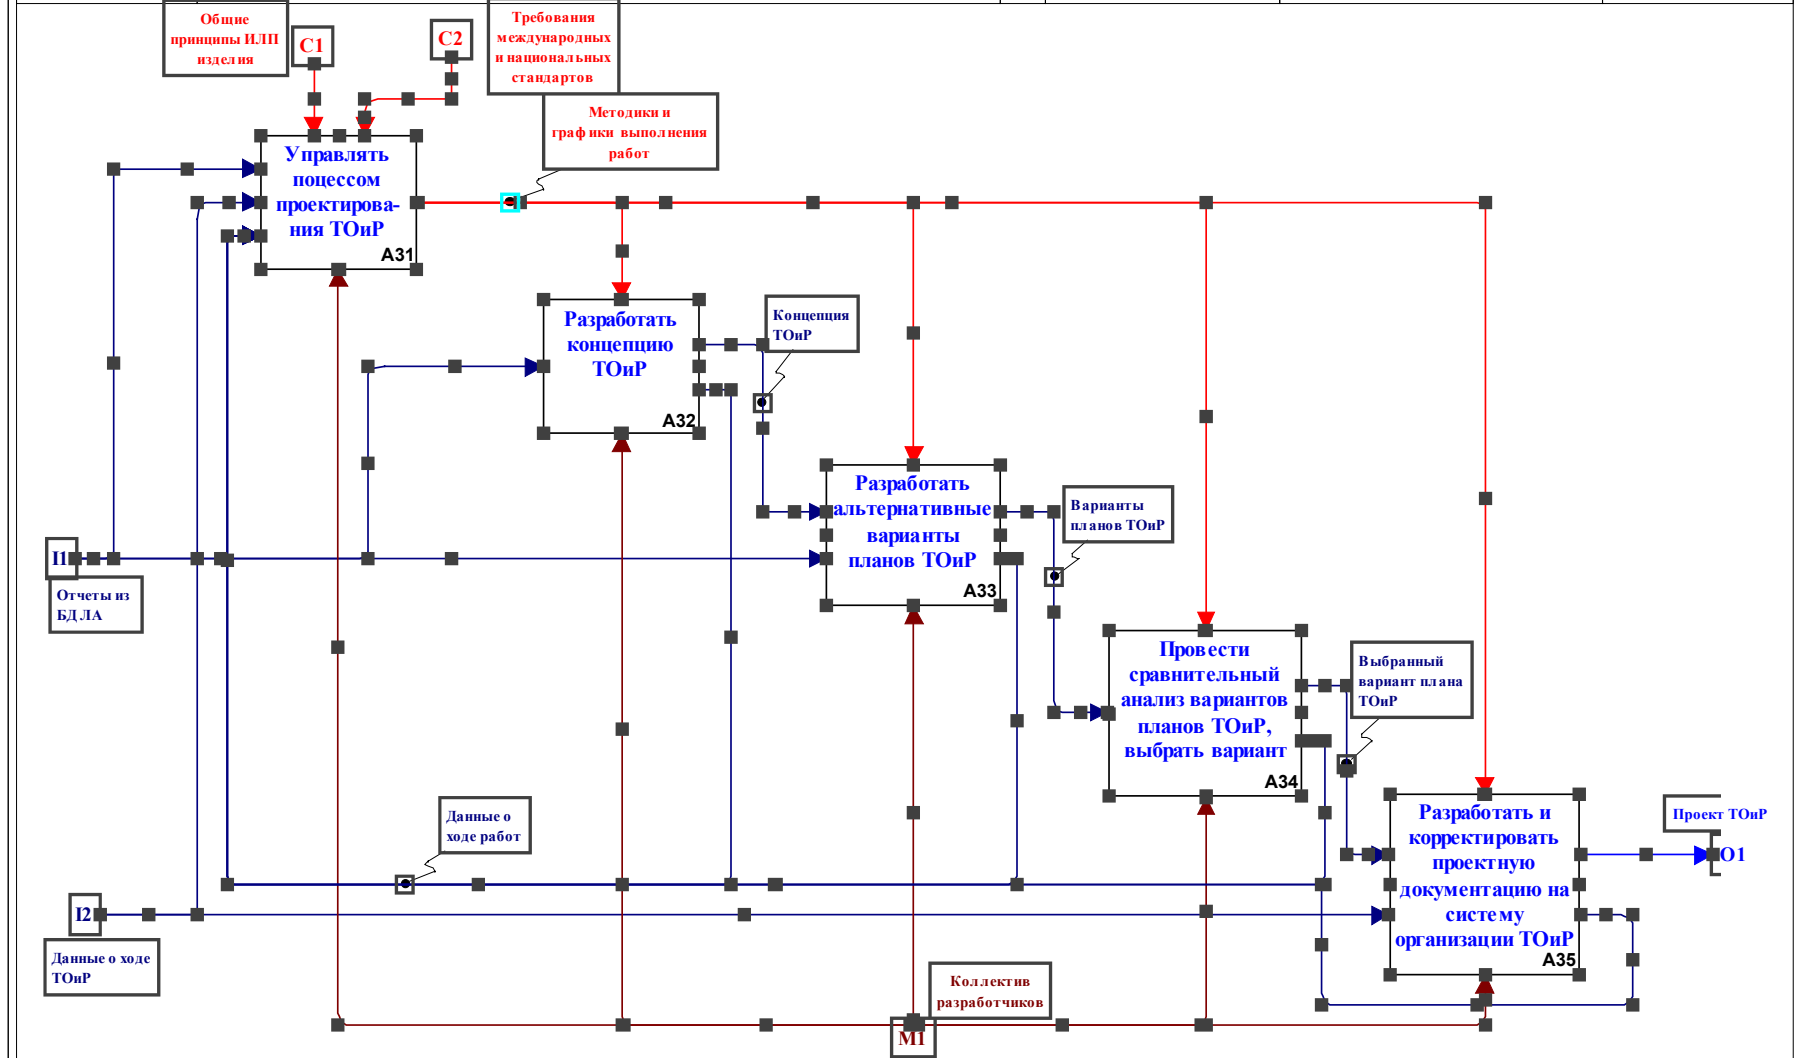 Общие
принципы ИЛП
изделия
C1
C2
Требования
международных
и национальных
стандартов
Методики и
графики выполнения
работ
Управлять
поцессом
проектирова-
ния ТОиР
A31
Разработать
концепцию
ТОиР
A32
Концепция
ТОиР
Разработать
альтернативные
варианты
планов ТОиР
A33
Варианты
планов ТОиР
I1
Отчеты из
БД ЛА
Провести
сравнительный
анализ вариантов
планов ТОиР,
выбрать вариант
A34
Выбранный
вариант плана
ТОиР
Данные о
ходе работ
Разработать и
корректировать
проектную
документацию на
систему
организации ТОиР
A35
Проект ТОиР
O1
I2
Данные о ходе
ТОиР
Коллектив
разработчиков
M1